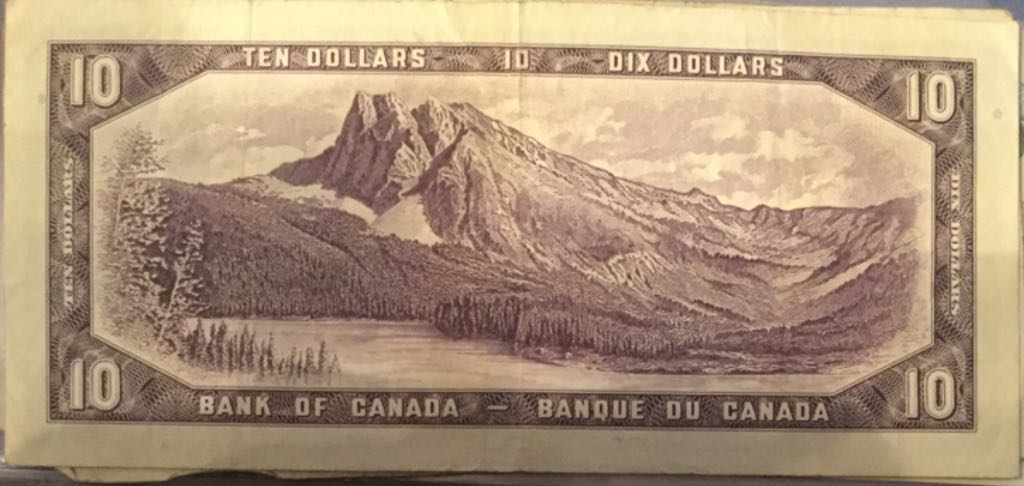 TEN DOLLARS 10 DIX DOLLARS
10 10
TEN DOLLARS
DIX DOLLARS
10 10
BANK OF CANADA — BANQUE DU CANADA